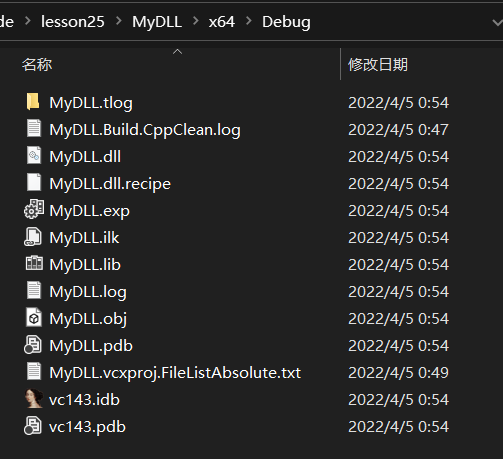 de › lesson25 › MyDLL › x64 › Debug
名称 修改日期
MyDLL.tlog 2022/4/5 0:54
MyDLL.Build.CppClean.log 2022/4/5 0:47
MyDLL.dll 2022/4/5 0:54
MyDLL.dll.recipe 2022/4/5 0:54
MyDLL.exp 2022/4/5 0:54
MyDLL.ilk 2022/4/5 0:54
MyDLL.lib 2022/4/5 0:54
MyDLL.log 2022/4/5 0:54
MyDLL.obj 2022/4/5 0:54
MyDLL.pdb 2022/4/5 0:54
MyDLL.vcxproj.FileListAbsolute.txt 2022/4/5 0:49
vc143.idb 2022/4/5 0:54
vc143.pdb 2022/4/5 0:54